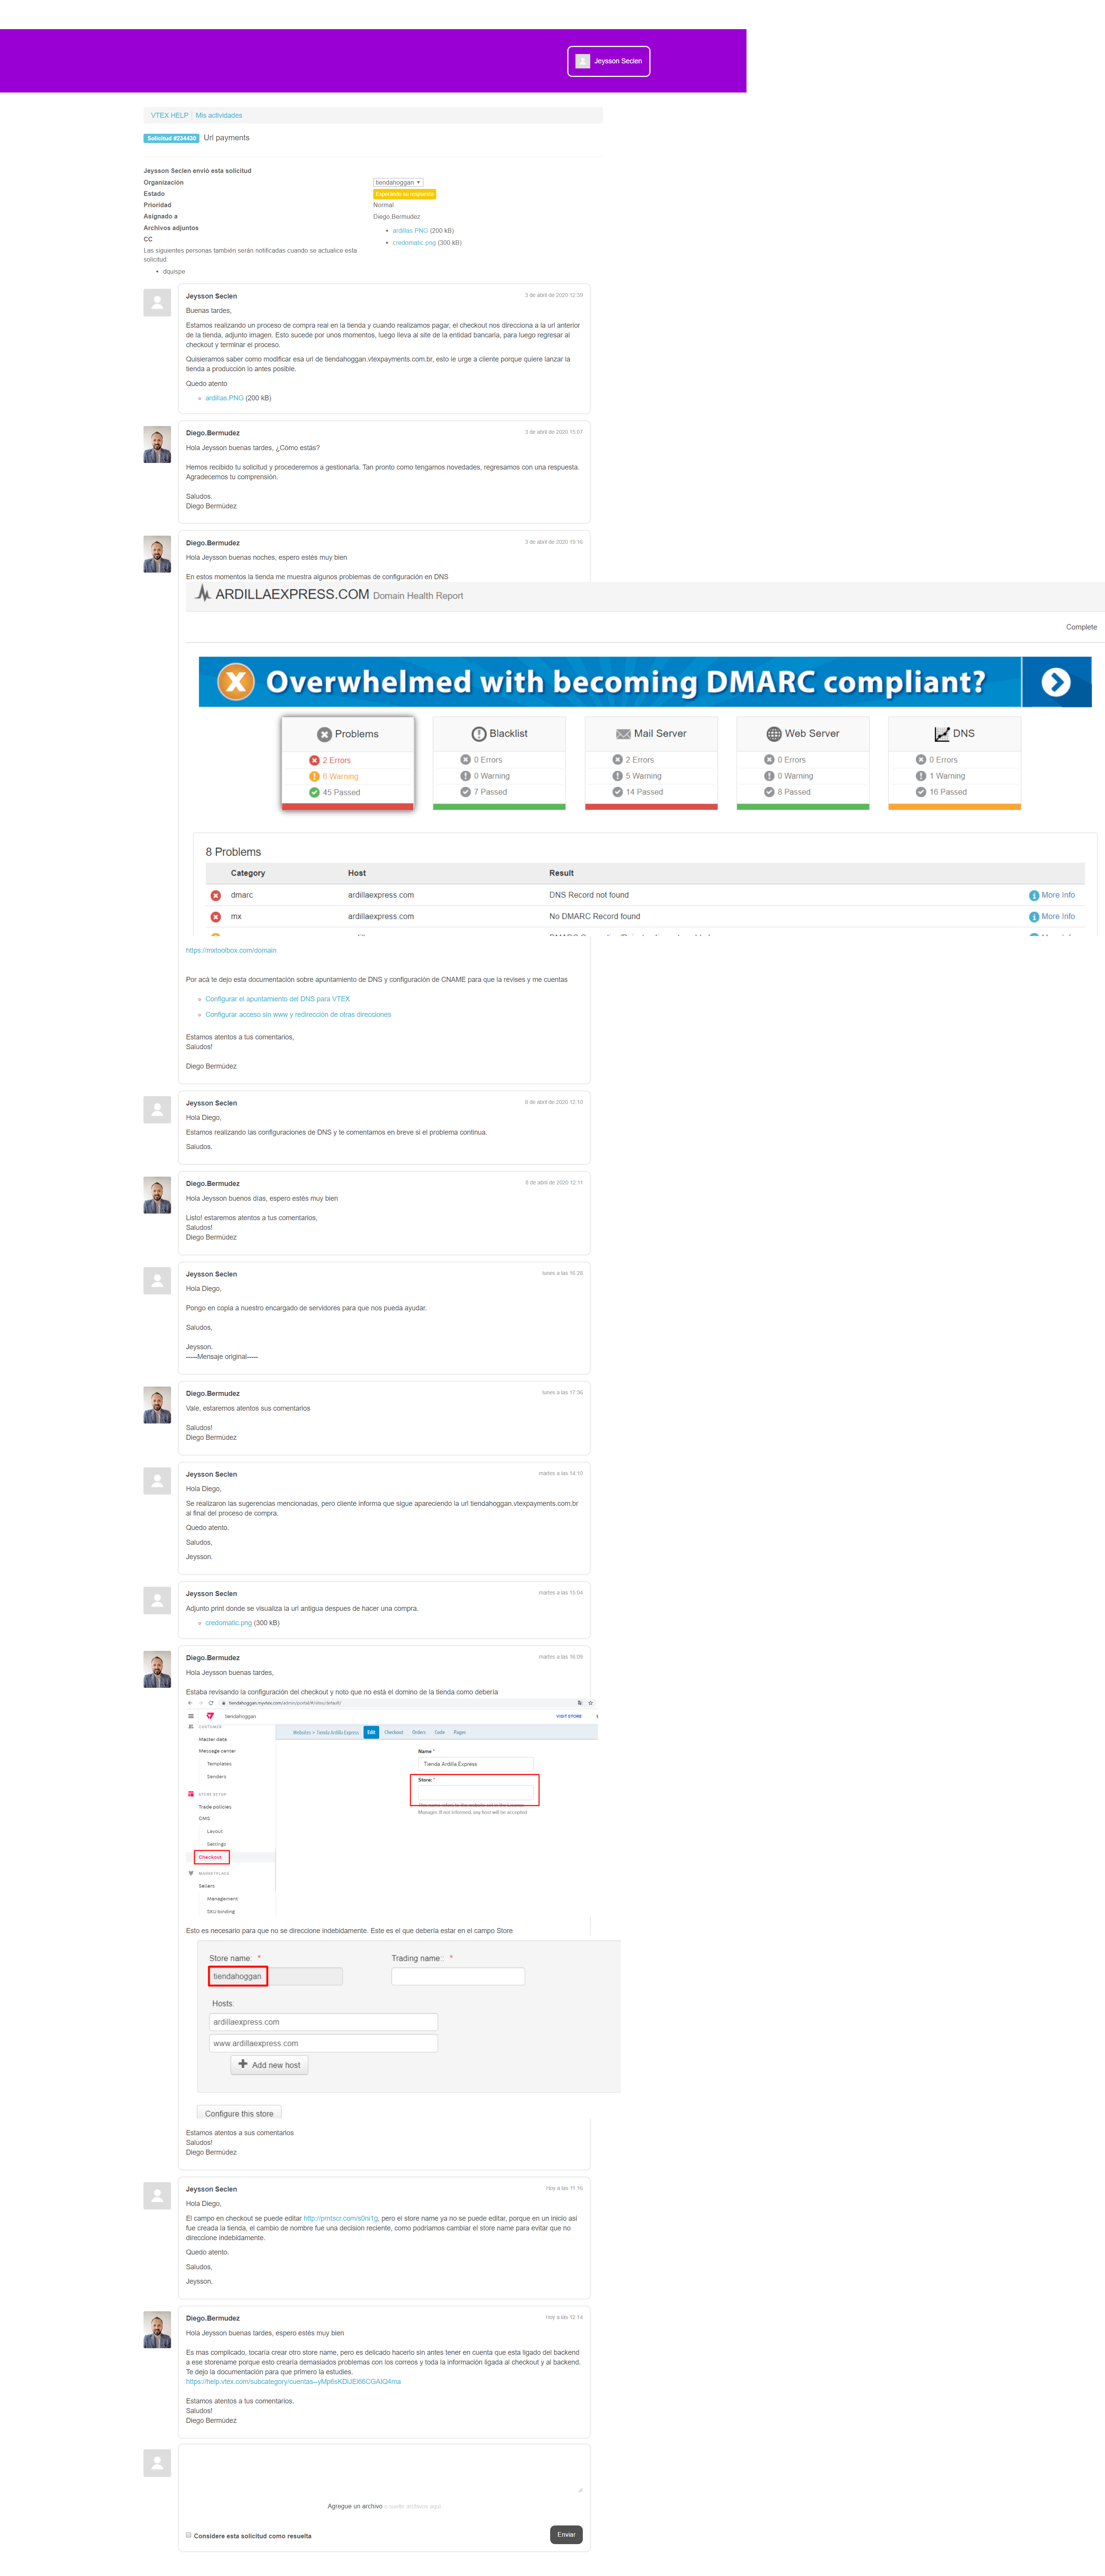 Jeysson Seclen
VTEX HELP | Mis actividades
Solicitud #234430 Url payments
Jeysson Seclen envió esta solicitud
Organización tiendahoggan
Estado Esperando su respuesta
Prioridad Normal
Asignado a Diego.Bermudez
Archivos adjuntos
ardillas.PNG (200 kB)
credomatic.png (300 kB)
CC
Las siguientes personas también serán notificadas cuando se actualice esta
solicitud:
dquispe
Jeysson Seclen 3 de abril de 2020 12:39
Buenas tardes,
Estamos realizando un proceso de compra real en la tienda y cuando realizamos pagar, el checkout nos direcciona a la url anterior
de la tienda, adjunto imagen. Esto sucede por unos momentos, luego lleva al site de la entidad bancaria, para luego regresar al
checkout y terminar el proceso.
Quisieramos saber como modificar esa url de tiendahoggan.vtexpayments.com.br, esto le urge a cliente porque quiere lanzar la
tienda a producción lo antes posible.
Quedo atento
ardillas.PNG (200 kB)
Diego.Bermudez 3 de abril de 2020 15:07
Hola Jeysson buenas tardes, ¿Cómo estás?
Hemos recibido tu solicitud y procederemos a gestionarla. Tan pronto como tengamos novedades, regresamos con una respuesta.
Agradecemos tu comprensión.
Saludos.
Diego Bermúdez
Diego.Bermudez 3 de abril de 2020 19:16
Hola Jeysson buenas noches, espero estés muy bien
En estos momentos la tienda me muestra algunos problemas de configuración en DNS
ARDILLAEXPRESS.COM Domain Health Report
Complete
Overwhelmed with becoming DMARC compliant?
Problems Blacklist Mail Server Web Server DNS
2 Errors 0 Errors 2 Errors 0 Errors 0 Errors
6 Warning 0 Warning 5 Warning 0 Warning 1 Warning
45 Passed 7 Passed 14 Passed 8 Passed 16 Passed
8 Problems
Category Host Result
dmarc ardillaexpress.com DNS Record not found More Info
mx ardillaexpress.com No DMARC Record found More Info
https://mxtoolbox.com/domain
Por acá te dejo esta documentación sobre apuntamiento de DNS y configuración de CNAME para que la revises y me cuentas
Configurar el apuntamiento del DNS para VTEX
Configurar acceso sin www y redirección de otras direcciones
Estamos atentos a tus comentarios,
Saludos!
Diego Bermúdez
Jeysson Seclen de abril de 2020 12:10
Hola Diego,
Estamos realizando las configuraciones de DNS y te comentamos en breve si el problema continua.
Saludos.
Diego.Bermudez de abril de 2020 12:11
Hola Jeysson buenos días, espero estés muy bien
Listo! estaremos atentos a tus comentarios,
Saludos!
Diego Bermúdez
Jeysson Seclen lunes a las 16:28
Hola Diego,
Pongo en copia a nuestro encargado de servidores para que nos pueda ayudar.
Saludos,
Jeysson.
-----Mensaje original-----
Diego.Bermudez lunes a las 17:36
Vale, estaremos atentos sus comentarios
Saludos!
Diego Bermúdez
Jeysson Seclen martes a las 14:10
Hola Diego,
Se realizaron las sugerencias mencionadas, pero cliente informa que sigue apareciendo la url tiendahoggan.vtexpayments.com.br
al final del proceso de compra.
Quedo atento.
Saludos,
Jeysson.
Jeysson Seclen martes a las 15:04
Adjunto print donde se visualiza la url antigua despues de hacer una compra.
credomatic.png (300 kB)
Diego.Bermudez martes a las 16:09
Hola Jeysson buenas tardes,
Estaba revisando la configuración del checkout y noto que no está el domino de la tienda como debería
tiendahoggan.myvtex.com/admin/portal/#/sites/default/
tiendahoggan VISIT STORE
CUSTOMER
Websites > Tienda Ardilla Express Edit Checkout Orders Code Pages
Master data
Message center
Templates
Senders
Name *
Tienda Ardilla Express
Store: *
This name refers to the website set in the License
Manager. If not informed, any host will be accepted
STORE SETUP
Trade policies
CMS
Layout
Settings
Checkout
MARKETPLACE
Sellers
Management
SKU binding
Esto es necesario para que no se direccione indebidamente. Este es el que debería estar en el campo Store
Store name: * Trading name:: *
tiendahoggan
Hosts:
ardillaexpress.com
www.ardillaexpress.com
Add new host
Configure this store
Estamos atentos a sus comentarios
Saludos!
Diego Bermúdez
Jeysson Seclen Hoy a las 11:16
Hola Diego,
El campo en checkout se puede editar http://prntscr.com/s0ni1g, pero el store name ya no se puede editar, porque en un inicio asi
fue creada la tienda, el cambio de nombre fue una decision reciente, como podríamos cambiar el store name para evitar que no
direccione indebidamente.
Quedo atento.
Saludos,
Jeysson.
Diego.Bermudez Hoy a las 12:14
Hola Jeysson buenas tardes, espero estés muy bien
Es mas complicado, tocaría crear otro store name, pero es delicado hacerlo sin antes tener en cuenta que esta ligado del backend
a ese storename porque esto crearía demasiados problemas con los correos y toda la información ligada al checkout y al backend.
Te dejo la documentación para que primero la estudies.
https://help.vtex.com/subcategory/cuentas--yMp6sKDlJEi66CGAIQ4ma
Estamos atentos a tus comentarios.
Saludos!
Diego Bermúdez
Agregue un archivo o suelte archivos aquí
Considere esta solicitud como resuelta
Enviar